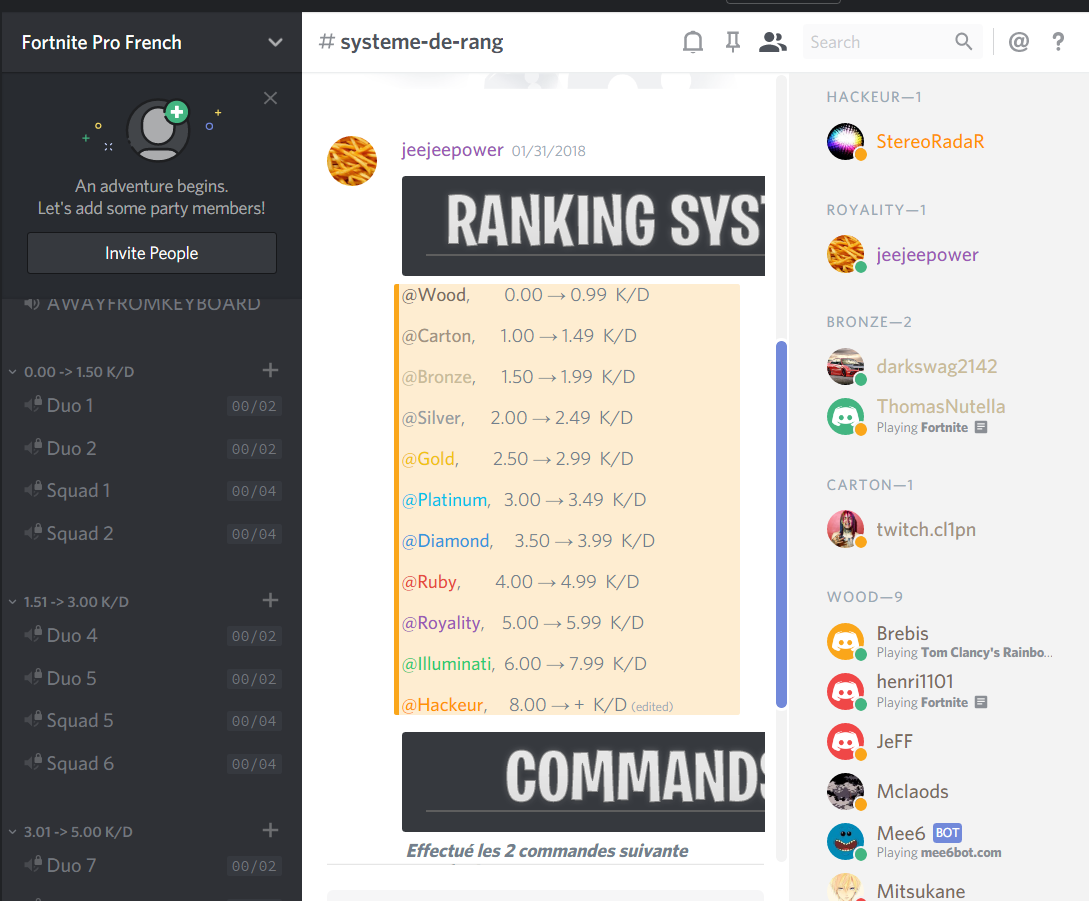 Fortnite Pro French
An adventure begins.
Let's add some party members!
Invite People
AWAYFROMKEYBOARD
0.00 -> 1.50 K/D
Duo 1 00/02
Duo 2 00/02
Squad 1 00/04
Squad 2 00/04
1.51 -> 3.00 K/D
Duo 4 00/02
Duo 5 00/02
Squad 5 00/04
Squad 6 00/04
3.01 -> 5.00 K/D
Duo 7 00/02
# systeme-de-rang
Search
@ ?
jeejeepower 01/31/2018
RANKING SYST
@Wood, 0.00 → 0.99 K/D
@Carton, 1.00 → 1.49 K/D
@Bronze, 1.50 → 1.99 K/D
@Silver, 2.00 → 2.49 K/D
@Gold, 2.50 → 2.99 K/D
@Platinum, 3.00 → 3.49 K/D
@Diamond, 3.50 → 3.99 K/D
@Ruby, 4.00 → 4.99 K/D
@Royality, 5.00 → 5.99 K/D
@Illuminati, 6.00 → 7.99 K/D
@Hackeur, 8.00 → + K/D (edited)
COMMANDS
Effectué les 2 commandes suivante
HACKEUR—1
StereoRadaR
ROYALITY—1
jeejeepower
BRONZE—2
darkswag2142
ThomasNutella
Playing Fortnite
CARTON—1
twitch.cl1pn
WOOD—9
Brebis
Playing Tom Clancy's Rainbo...
henri1101
Playing Fortnite
JeFF
Mclaods
Mee6 BOT
Playing mee6bot.com
Mitsukane